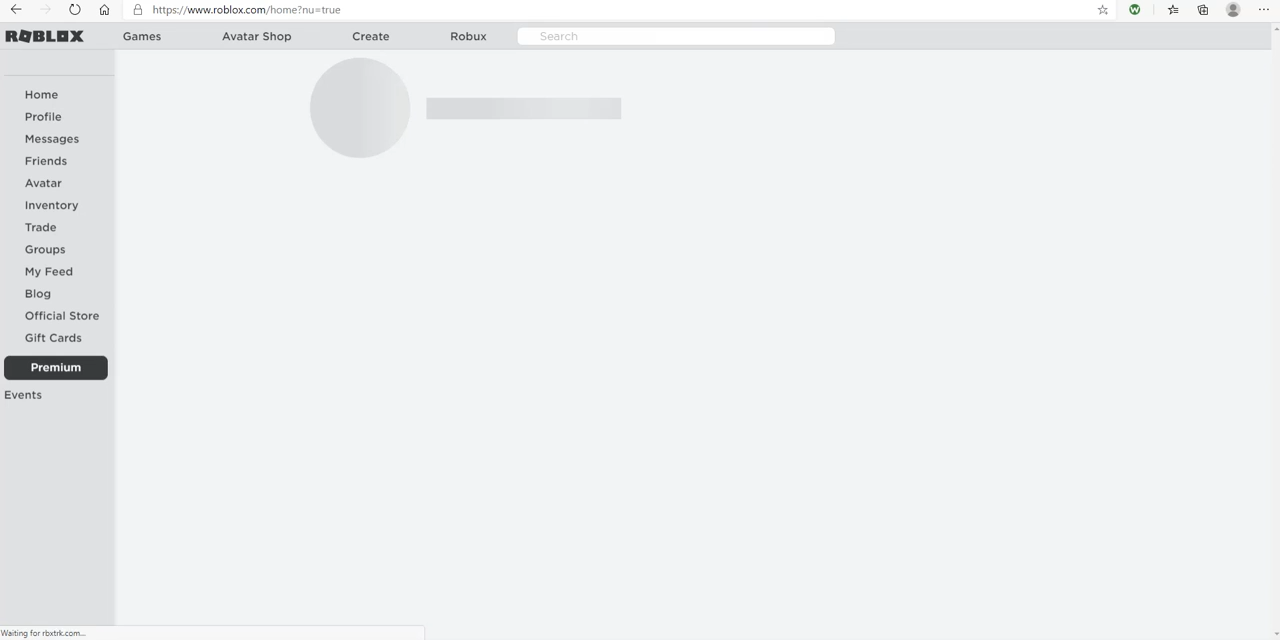 https://www.roblox.com/home?nu=true
W
ROBLOX
Games
Avatar Shop
Create
Robux
Search
Home
Profile
Messages
Friends
Avatar
Inventory
Trade
Groups
My Feed
Blog
Official Store
Gift Cards
Premium
Events
Waiting for rbxtrk.com...